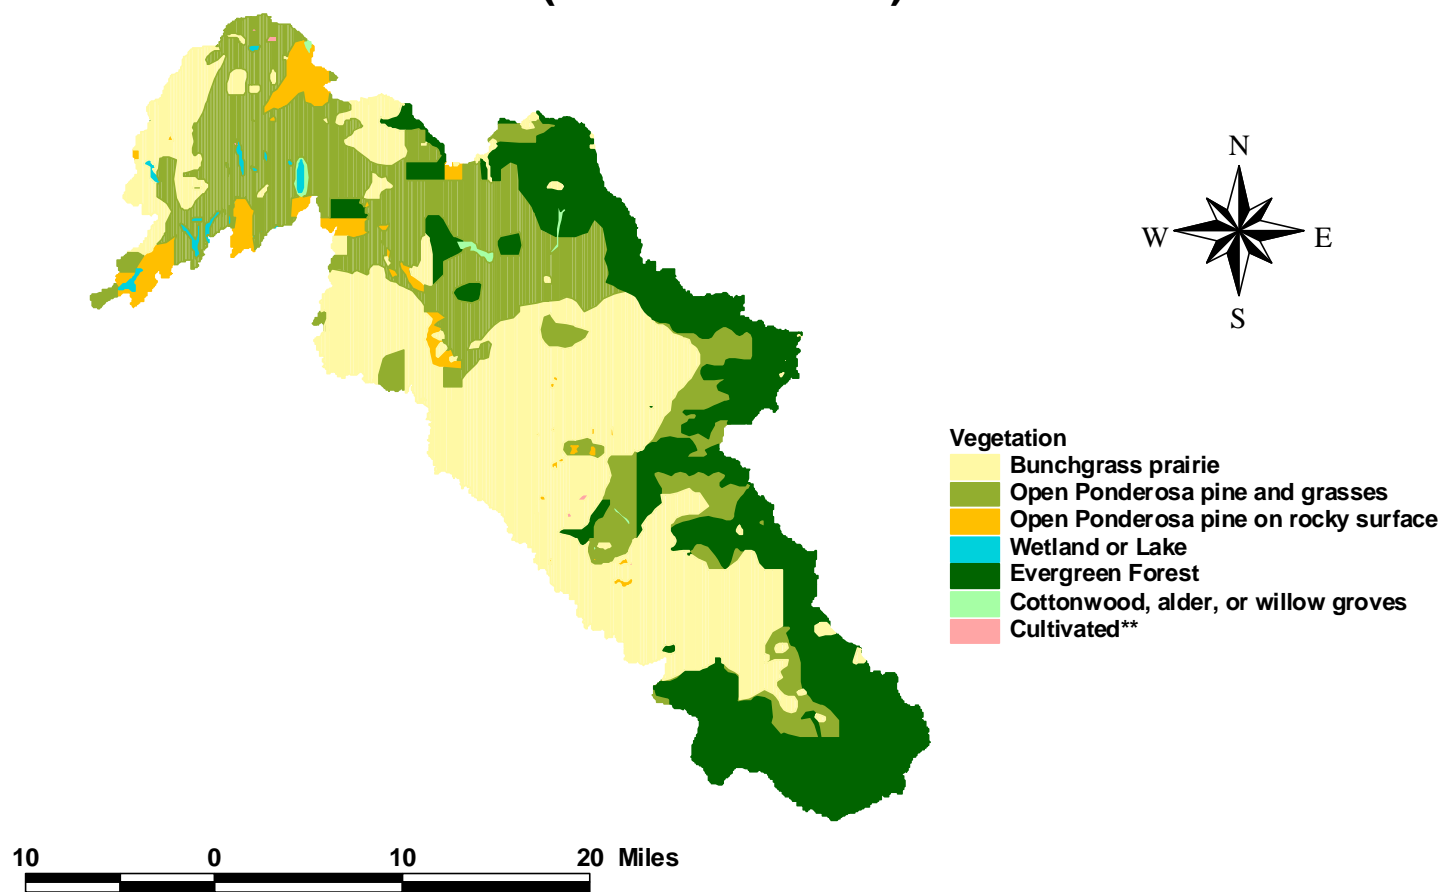 N
W E
S
Vegetation
Bunchgrass prairie
Open Ponderosa pine and grasses
Open Ponderosa pine on rocky surface
Wetland or Lake
Evergreen Forest
Cottonwood, alder, or willow groves
Cultivated**
10 0 10 20 Miles